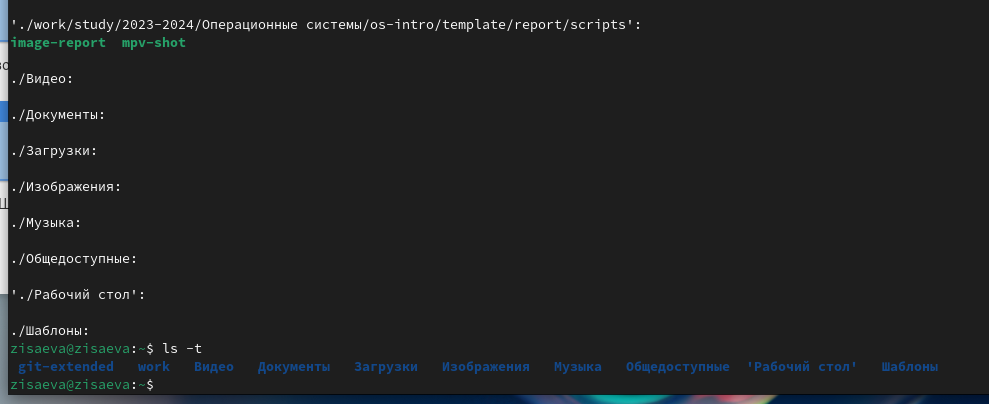 './work/study/2023-2024/Операционные системы/os-intro/template/report/scripts':
image-report  mpv-shot
./Видео:
./Документы:
./Загрузки:
./Изображения:
./Музыка:
./Общедоступные:
'./Рабочий стол':
./Шаблоны:
zisaeva@zisaeva:~$ ls -t
git-extended  work  Видео  Документы  Загрузки  Изображения  Музыка  Общедоступные  'Рабочий стол'  Шаблоны
zisaeva@zisaeva:~$